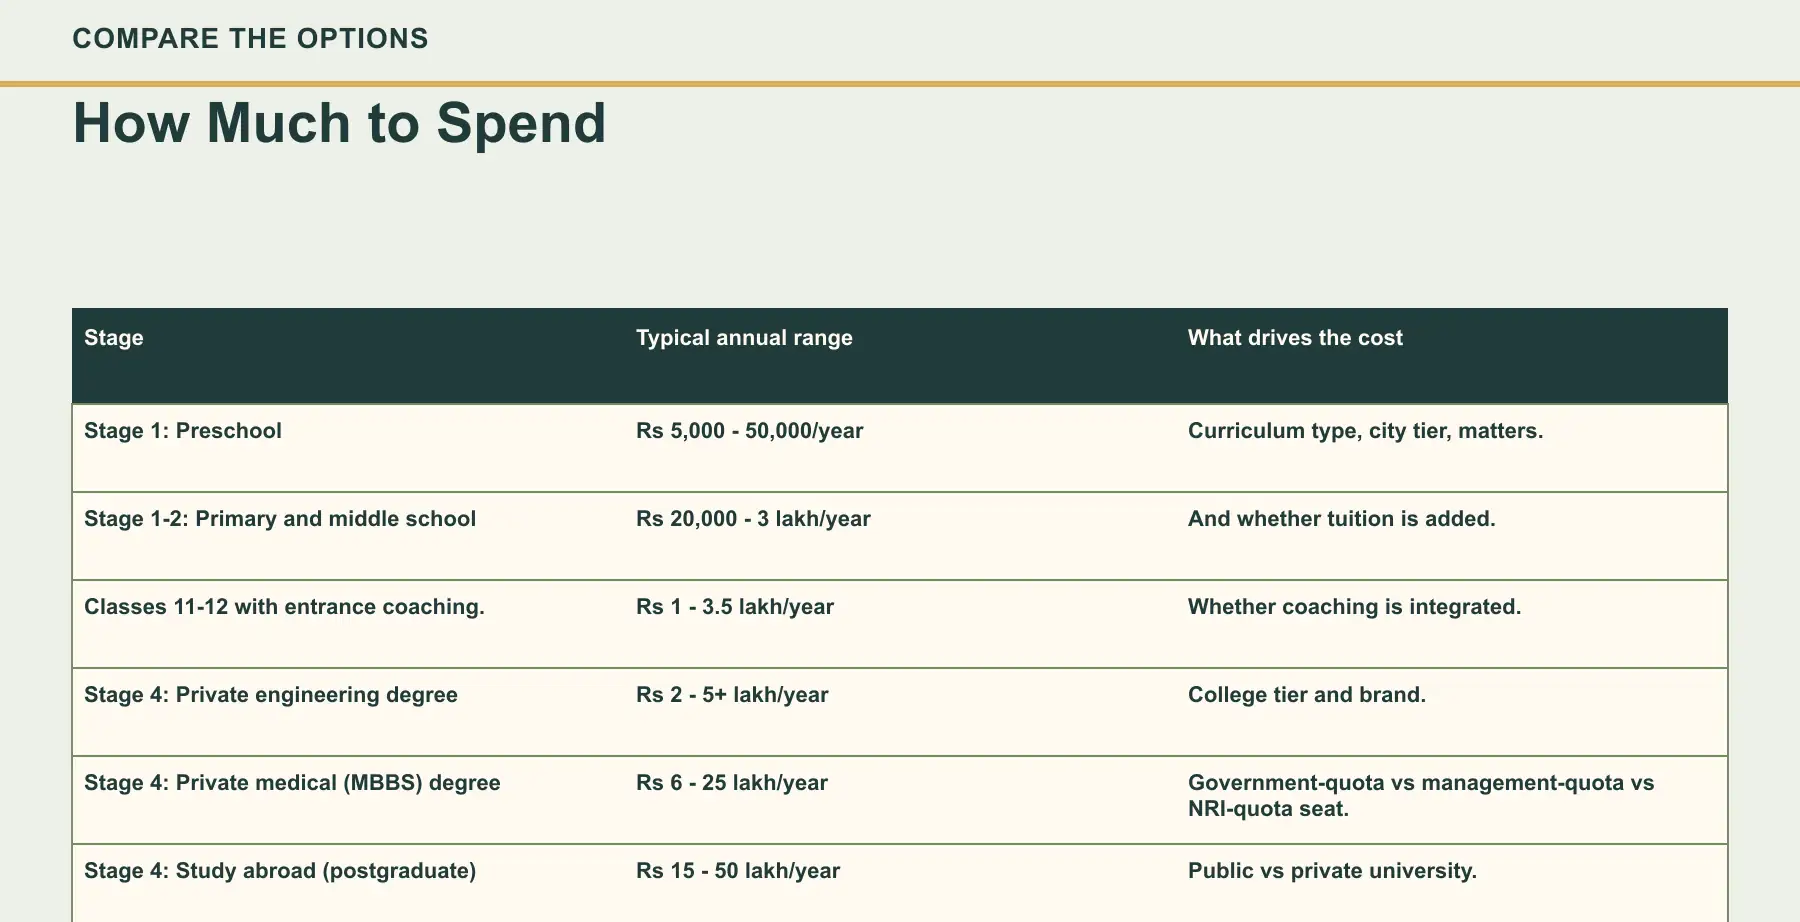 COMPARE THE OPTIONS
How Much to Spend
Stage Typical annual range What drives the cost
Stage 1: Preschool Rs 5,000 - 50,000/year Curriculum type, city tier, matters.
Stage 1-2: Primary and middle school Rs 20,000 - 3 lakh/year And whether tuition is added.
Classes 11-12 with entrance coaching. Rs 1 - 3.5 lakh/year Whether coaching is integrated.
Stage 4: Private engineering degree Rs 2 - 5+ lakh/year College tier and brand.
Stage 4: Private medical (MBBS) degree Rs 6 - 25 lakh/year Government-quota vs management-quota vs
NRI-quota seat.
Stage 4: Study abroad (postgraduate) Rs 15 - 50 lakh/year Public vs private university.